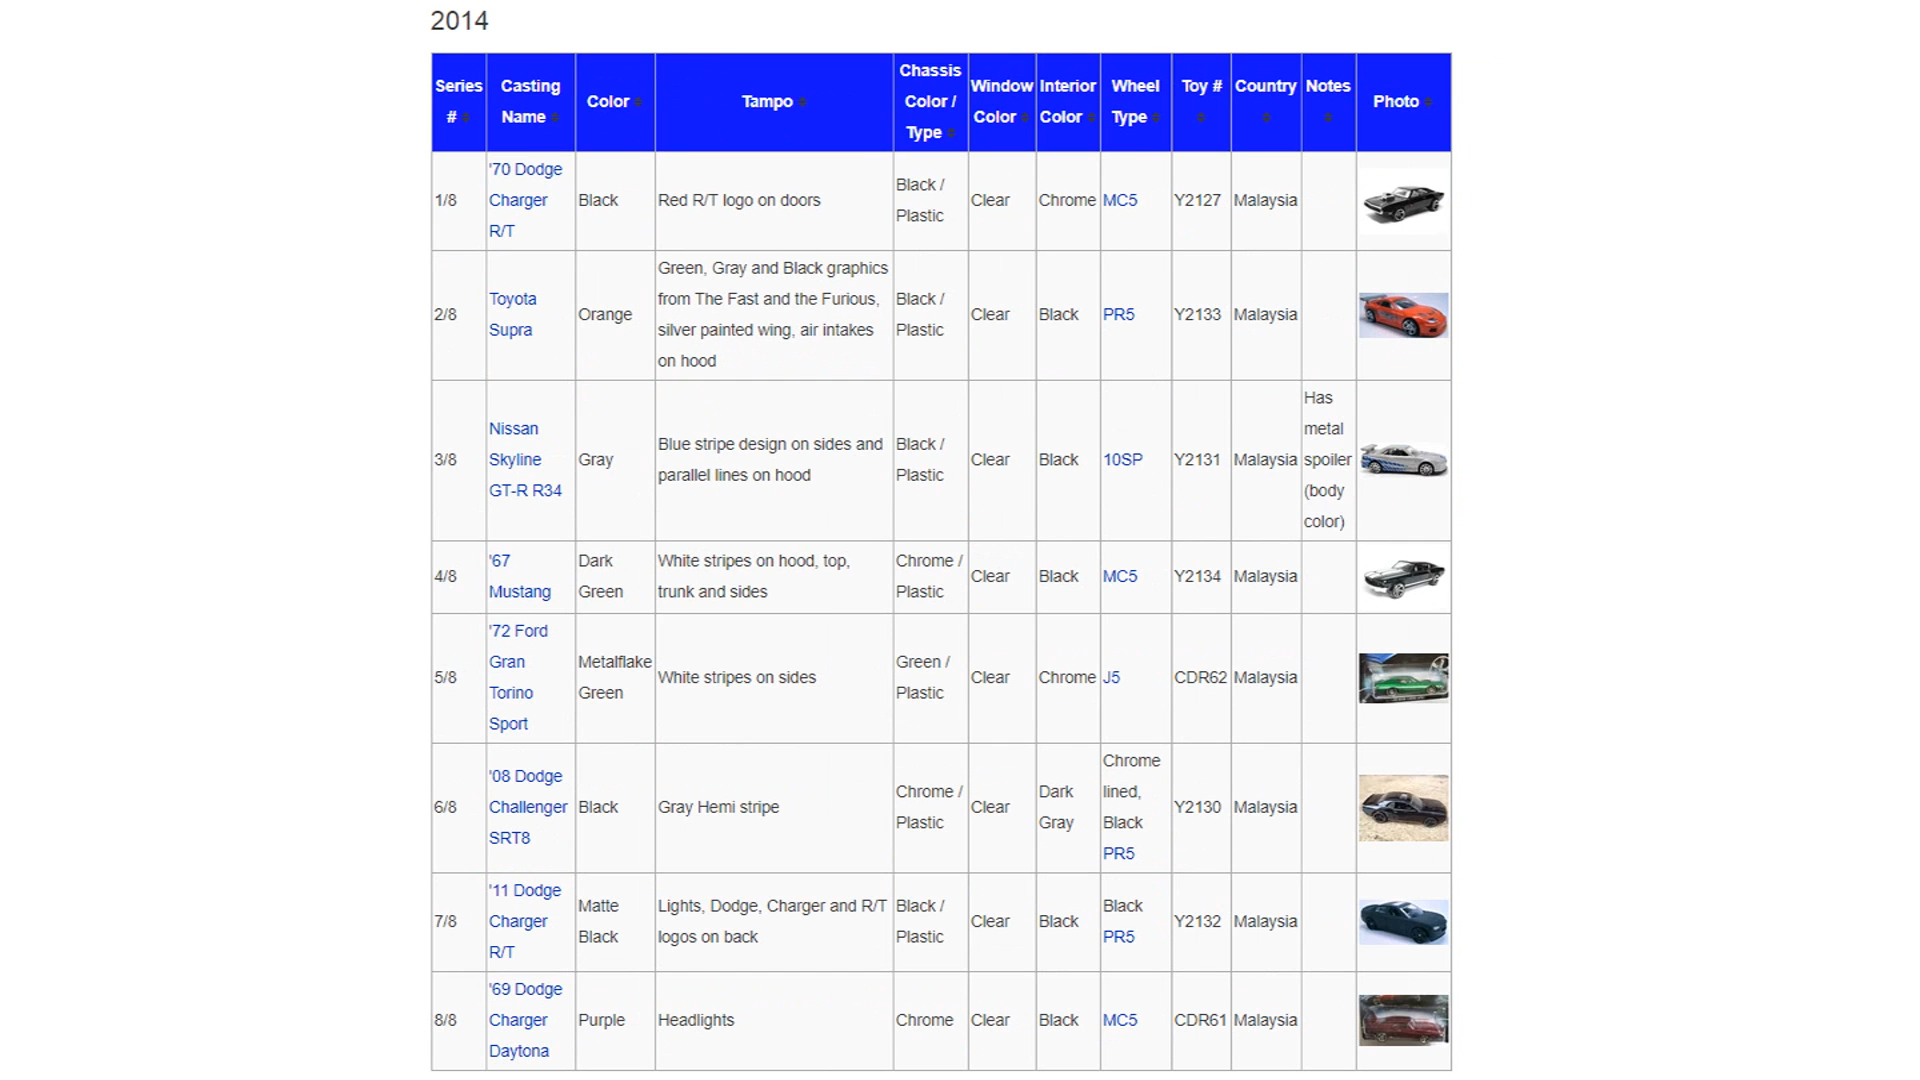 2014
Series # Casting Name Color Tampo Chassis Color / Type Window Color Interior Color Wheel Type Toy # Country Notes Photo
1/8 '70 Dodge Charger R/T Black Red R/T logo on doors Black / Plastic Clear Chrome MC5 Y2127 Malaysia
2/8 Toyota Supra Orange Green, Gray and Black graphics from The Fast and the Furious, silver painted wing, air intakes on hood Black / Plastic Clear Black PR5 Y2133 Malaysia
3/8 Nissan Skyline GT-R R34 Gray Blue stripe design on sides and parallel lines on hood Black / Plastic Clear Black 10SP Y2131 Malaysia Has metal spoiler (body color)
4/8 '67 Mustang Dark Green White stripes on hood, top, trunk and sides Chrome / Plastic Clear Black MC5 Y2134 Malaysia
5/8 '72 Ford Gran Torino Sport Metalflake Green White stripes on sides Green / Plastic Clear Chrome J5 CDR62 Malaysia
6/8 '08 Dodge Challenger SRT8 Black Gray Hemi stripe Chrome / Plastic Clear Dark Gray Chrome lined, Black PR5 Y2130 Malaysia
7/8 '11 Dodge Charger R/T Matte Black Lights, Dodge, Charger and R/T logos on back Black / Plastic Clear Black Black PR5 Y2132 Malaysia
8/8 '69 Dodge Charger Daytona Purple Headlights Chrome Clear Black MC5 CDR61 Malaysia